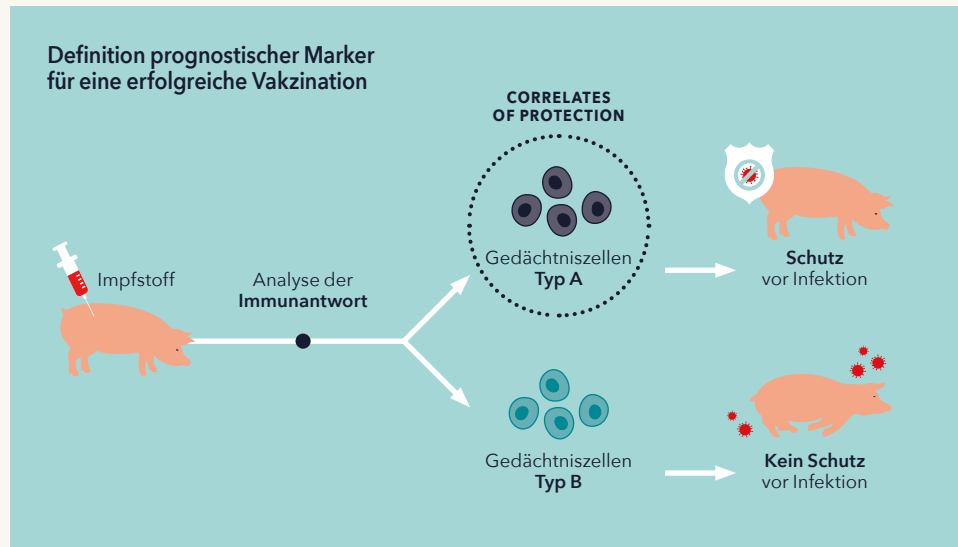 Definition prognostischer Marker
für eine erfolgreiche Vakzination
CORRELATES
OF PROTECTION
Impfstoff
Analyse der
Immunantwort
Gedächtniszellen
Typ A
Schutz
vor Infektion
Gedächtniszellen
Typ B
Kein Schutz
vor Infektion